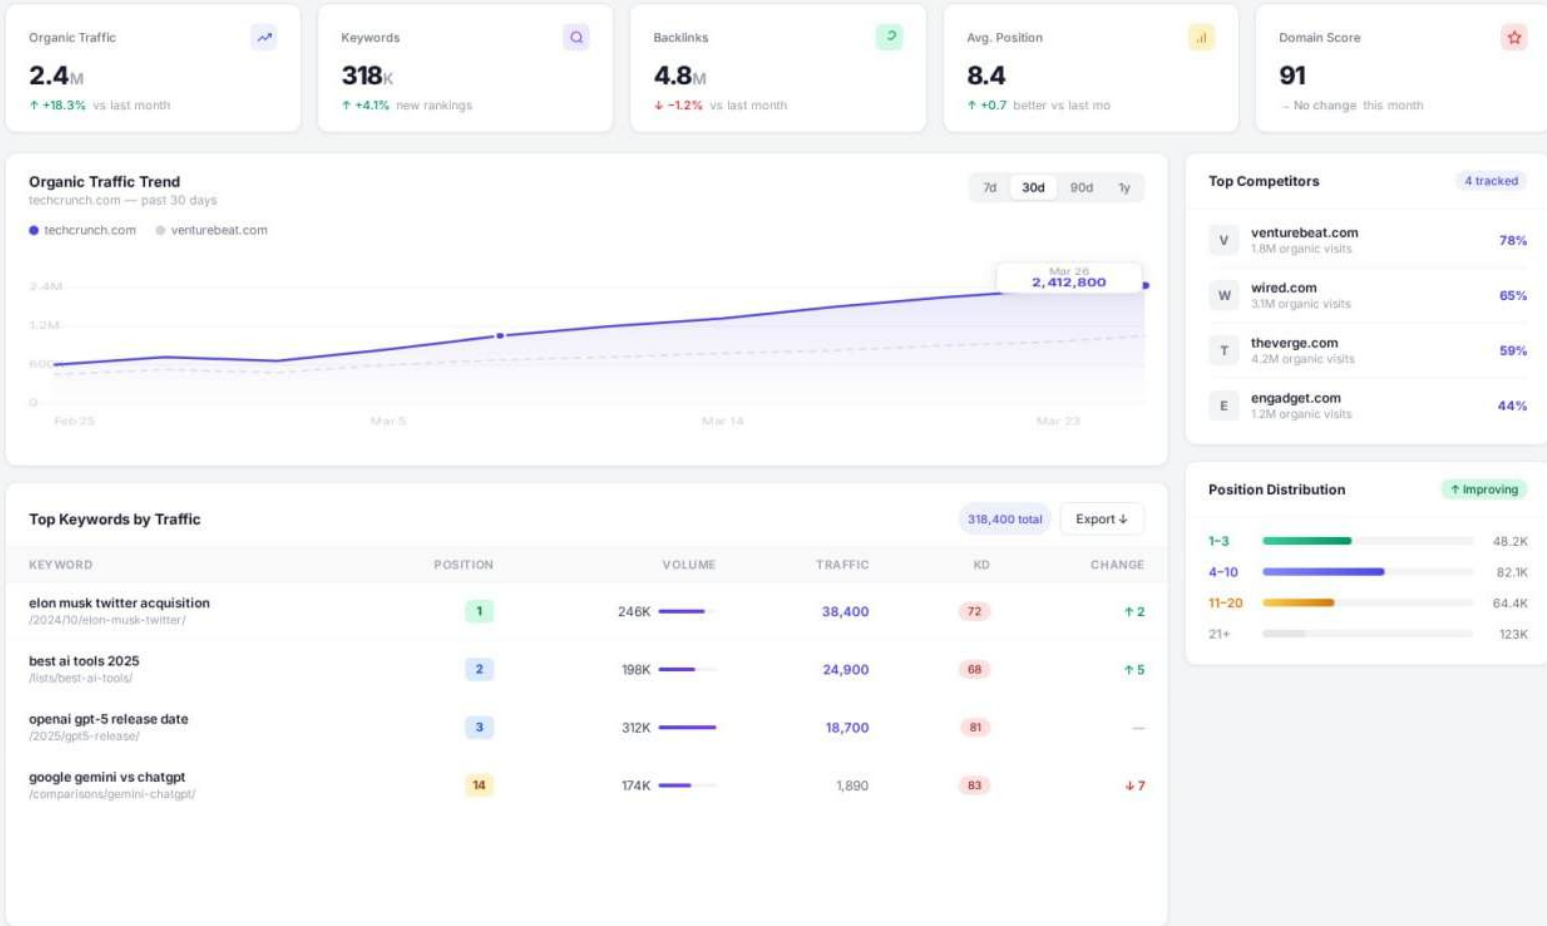 Organic Traffic
2.4M
↑ +18.3% vs last month
Keywords
318K
↑ +4.1% new rankings
Backlinks
4.8M
↓ −1.2% vs last month
Avg. Position
8.4
↑ +0.7 better vs last mo
Domain Score
91
→ No change this month
Organic Traffic Trend
techcrunch.com — past 30 days
7d 30d 90d 1y
techcrunch.com venturebeat.com
Mar 26
2,412,800
2.4M
1.2M
600
0
Feb 25 Mar 5 Mar 14 Mar 23
Top Competitors 4 tracked
V venturebeat.com 78%
1.8M organic visits
W wired.com 65%
3.1M organic visits
T theverge.com 59%
4.2M organic visits
E engadget.com 44%
1.2M organic visits
Top Keywords by Traffic 318,400 total Export ↓
KEYWORD POSITION VOLUME TRAFFIC KD CHANGE
elon musk twitter acquisition 1 246K 38,400 72 ↑ 2
/2024/10/elon-musk-twitter/
best ai tools 2025 2 198K 24,900 68 ↑ 5
/lists/best-ai-tools/
openai gpt-5 release date 3 312K 18,700 81 —
/2025/gpt5-release/
google gemini vs chatgpt 14 174K 1,890 83 ↓ 7
/comparisons/gemini-chatgpt/
Position Distribution ↑ Improving
1–3 48.2K
4–10 82.1K
11–20 64.4K
21+ 123K